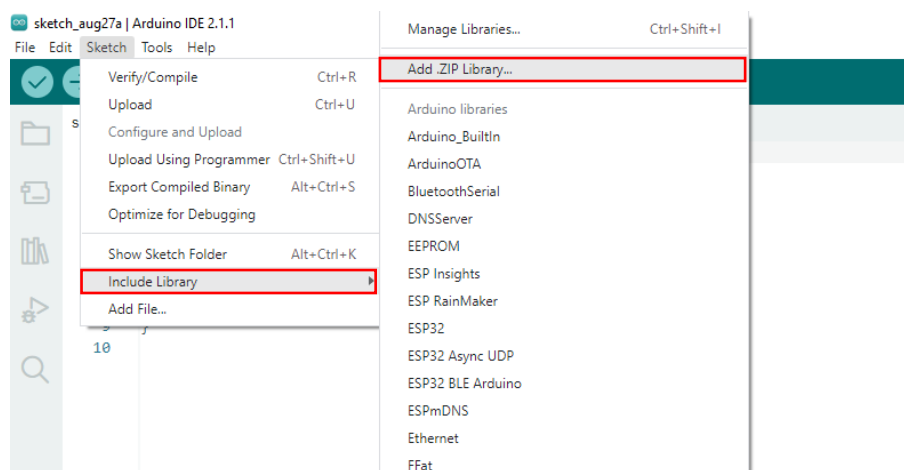 sketch_aug27a | Arduino IDE 2.1.1
File Edit Sketch Tools Help
Verify/Compile Ctrl+R
Upload Ctrl+U
Configure and Upload
Upload Using Programmer Ctrl+Shift+U
Export Compiled Binary Alt+Ctrl+S
Optimize for Debugging
Show Sketch Folder Alt+Ctrl+K
Include Library
Add File...
10
Manage Libraries... Ctrl+Shift+I
Add .ZIP Library...
Arduino libraries
Arduino_BuiltIn
ArduinoOTA
BluetoothSerial
DNSServer
EEPROM
ESP Insights
ESP RainMaker
ESP32
ESP32 Async UDP
ESP32 BLE Arduino
ESPmDNS
Ethernet
FFat